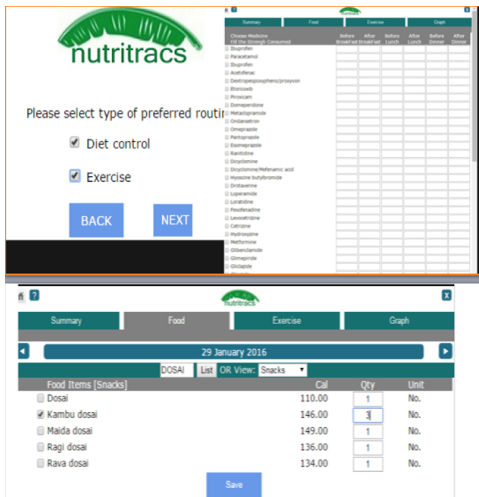 nutritracs
Please select type of preferred routin
Diet control
Exercise
BACK NEXT
Summary Food Exercise Graph
Choose Medicine Before After Before After Before After
Fill the Strength Consumed Breakfast Breakfast Lunch Lunch Dinner Dinner
Ibuprofen
Paracetamol
Ibuprofen
Acetofenac
Dextropropoxyphene/proxyvon
Etoricoxib
Piroxicam
Domeperidone
Metaclopramide
Ondansetron
Omeprazole
Pantoprazole
Esomeprazole
Ranitidine
Dicyclomine
Dicyclomine/Mefenamic acid
Hyoscine butylbromide
Drotaverine
Loperamide
Loratidine
Fexofenadine
Levocetrizine
Cetrizine
Hydroxyzine
Metformine
Glibenclamide
Glimepiride
Gliclazide
? nutritracs X
Summary Food Exercise Graph
29 January 2016
DOSAI List OR View: Snacks
Food Items [Snacks] Cal Qty Unit
Dosai 110.00 1 No.
Kambu dosai 146.00 3 No.
Maida dosai 149.00 1 No.
Ragi dosai 136.00 1 No.
Rava dosai 134.00 1 No.
Save